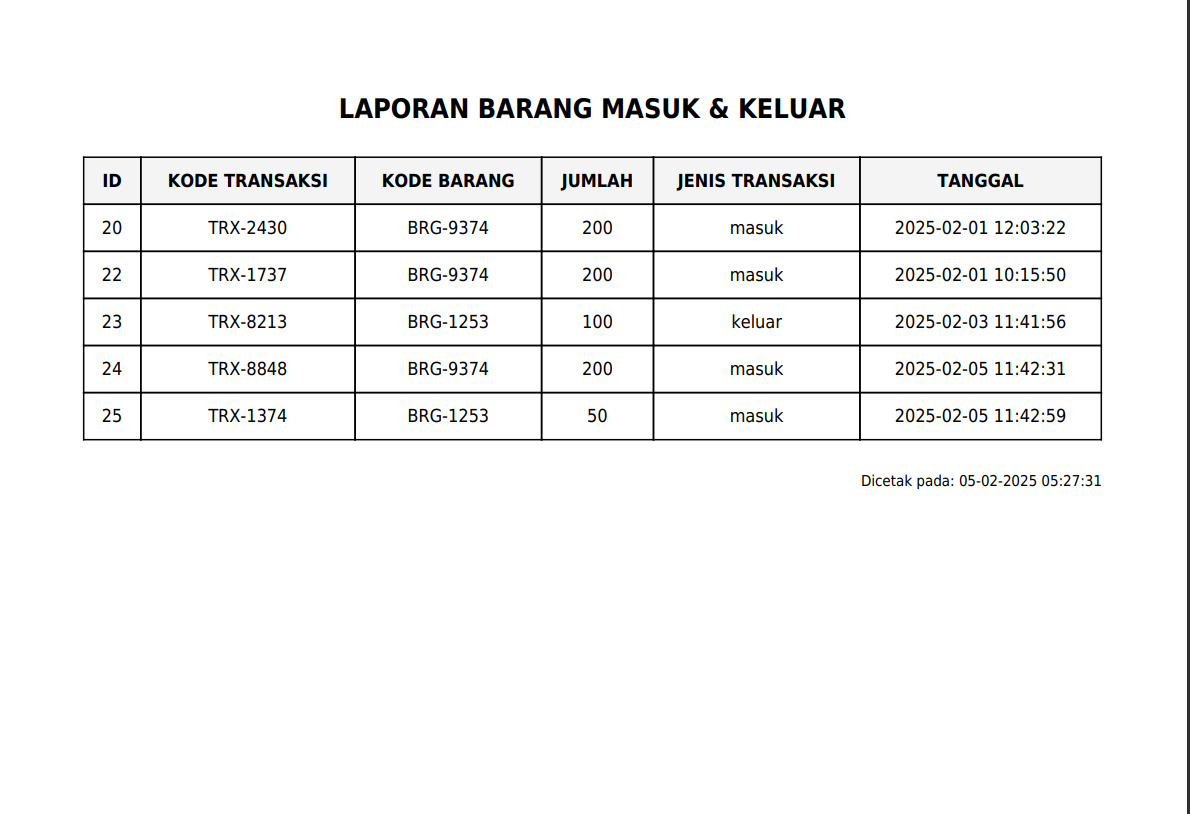 LAPORAN BARANG MASUK & KELUAR
ID KODE TRANSAKSI KODE BARANG JUMLAH JENIS TRANSAKSI TANGGAL
20 TRX-2430 BRG-9374 200 masuk 2025-02-01 12:03:22
22 TRX-1737 BRG-9374 200 masuk 2025-02-01 10:15:50
23 TRX-8213 BRG-1253 100 keluar 2025-02-03 11:41:56
24 TRX-8848 BRG-9374 200 masuk 2025-02-05 11:42:31
25 TRX-1374 BRG-1253 50 masuk 2025-02-05 11:42:59
Dicetak pada: 05-02-2025 05:27:31